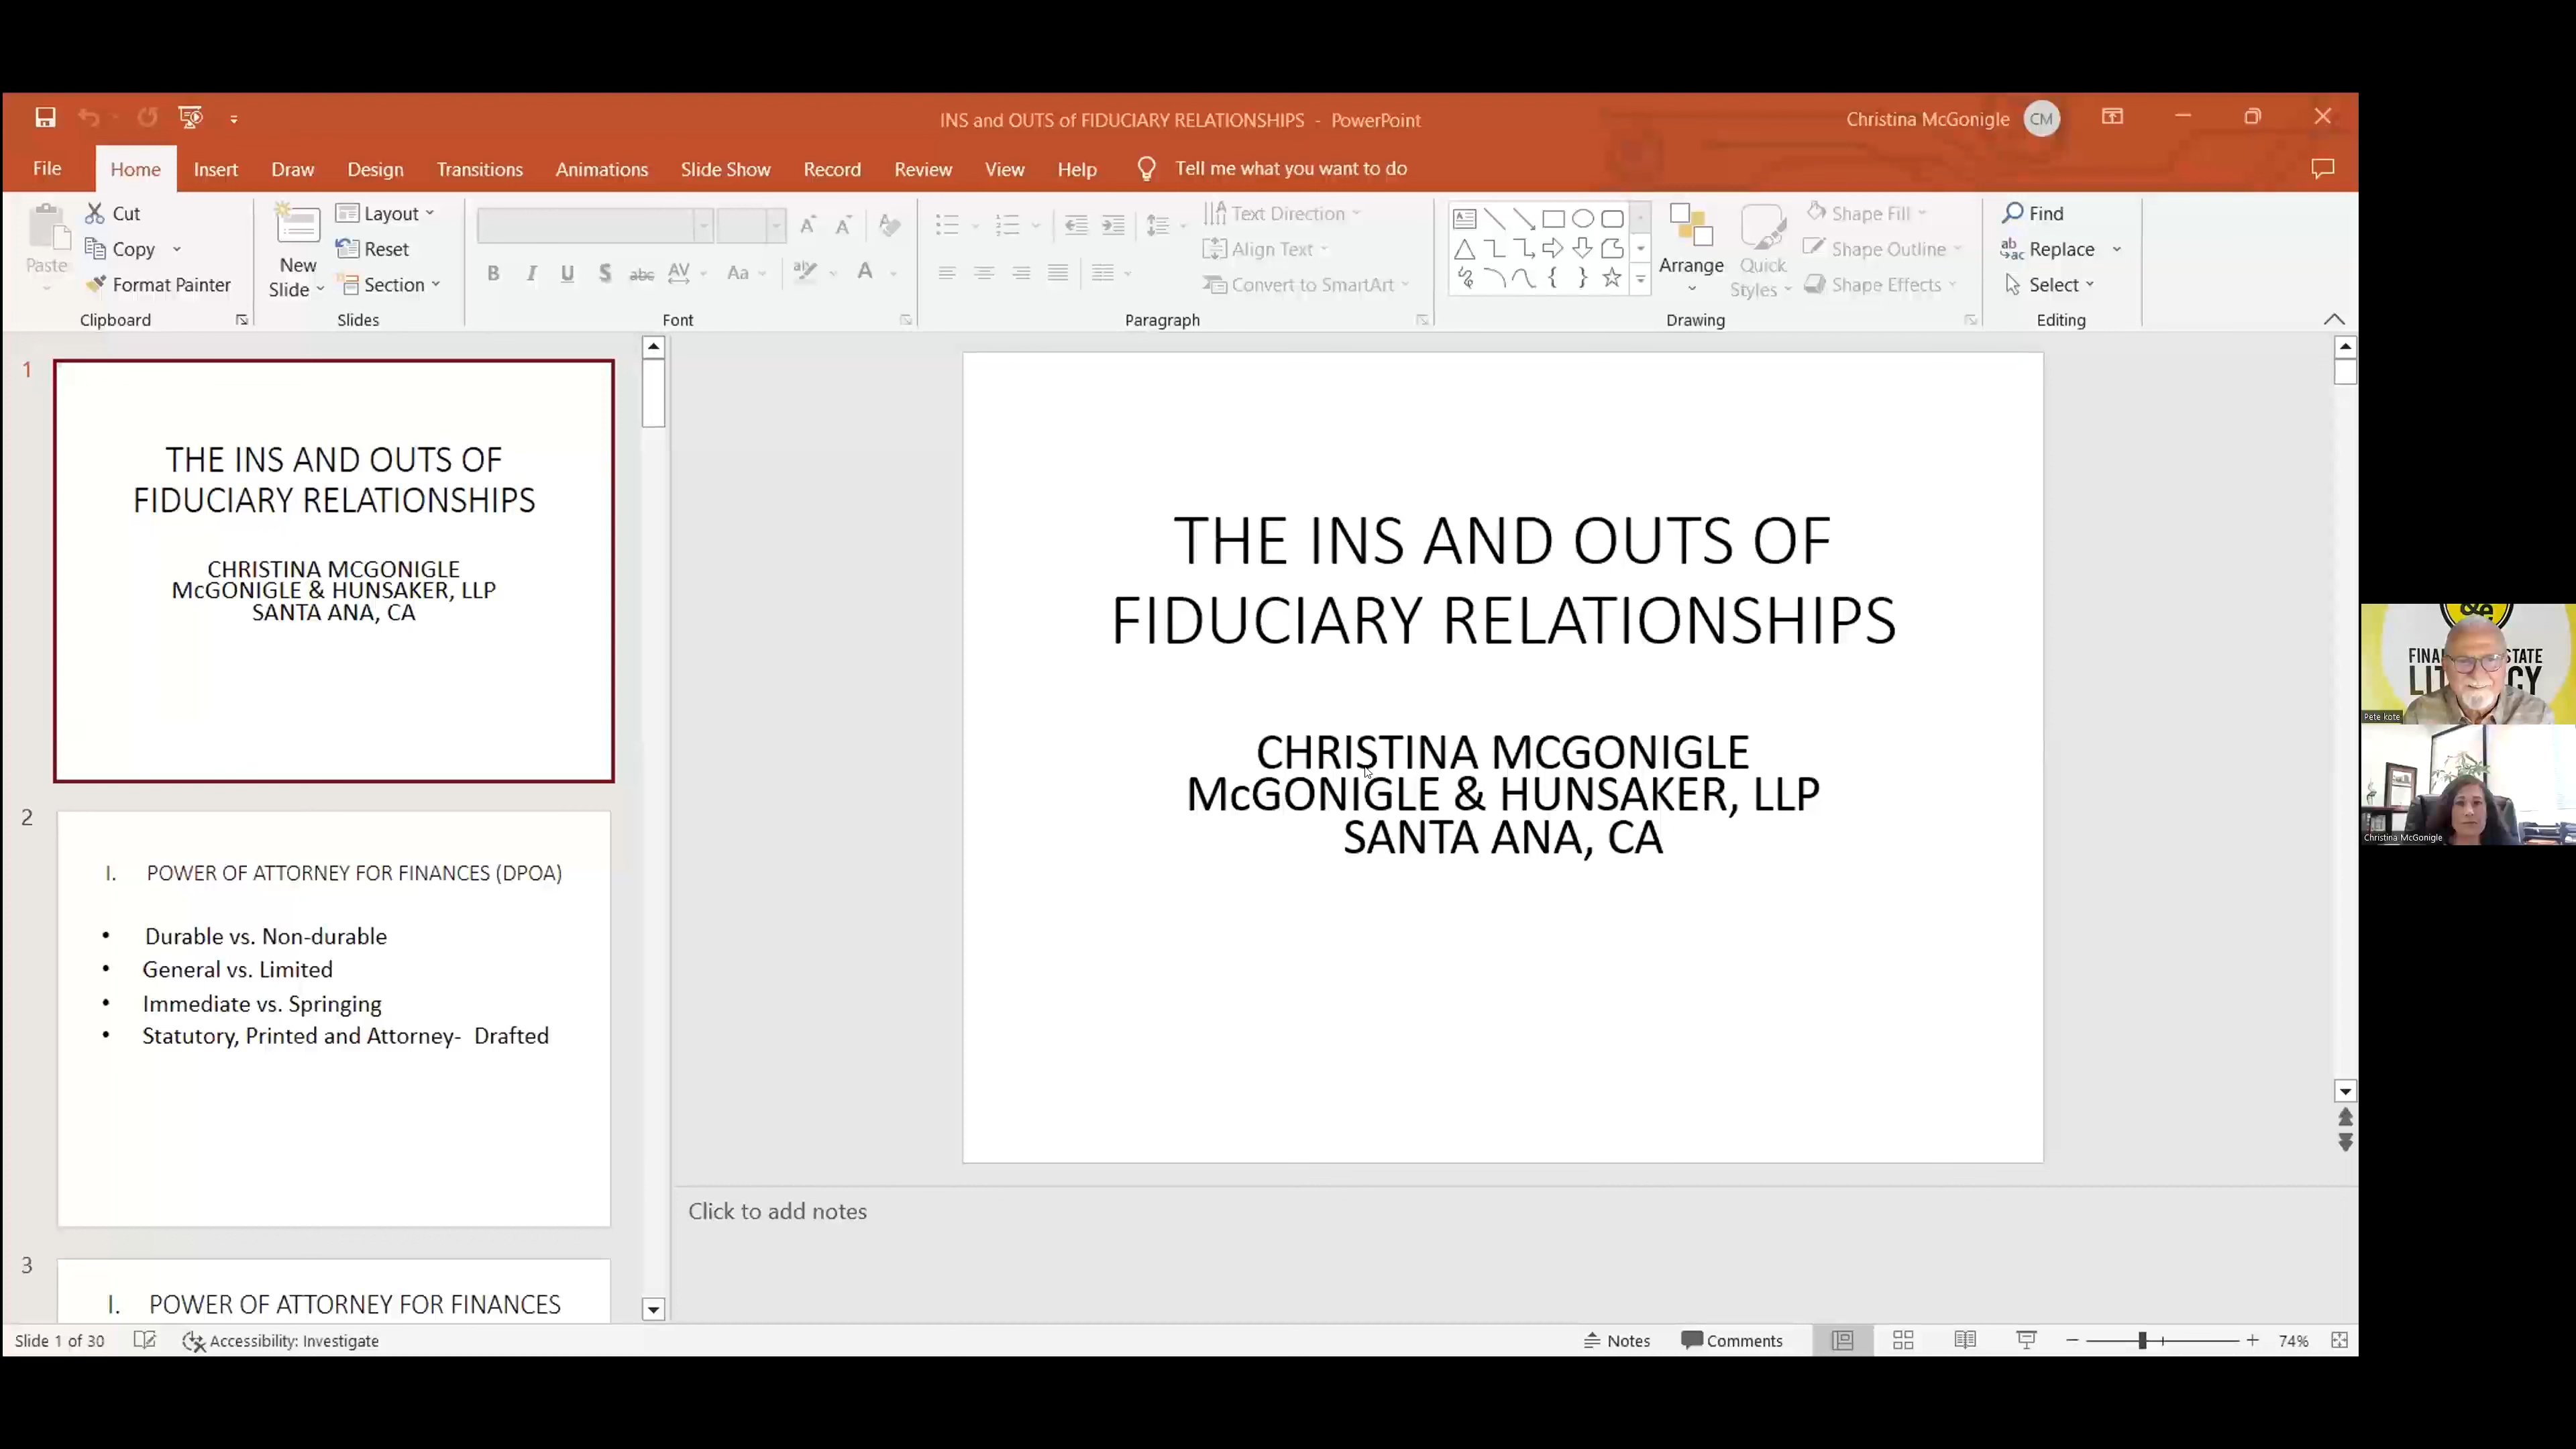 INS and OUTS of FIDUCIARY RELATIONSHIPS - PowerPoint
Christina McGonigle CM
File Home Insert Draw Design Transitions Animations Slide Show Record Review View Help Tell me what you want to do
Paste
Cut
Copy
Format Painter
Clipboard
New
Slide
Layout
Reset
Section
Slides
B I U S abc AV Aa A
Font
Text Direction
Align Text
Convert to SmartArt
Paragraph
Arrange
Quick
Styles
Shape Fill
Shape Outline
Shape Effects
Drawing
Find
Replace
Select
Editing
1
THE INS AND OUTS OF
FIDUCIARY RELATIONSHIPS
CHRISTINA MCGONIGLE
McGONIGLE & HUNSAKER, LLP
SANTA ANA, CA
2
I. POWER OF ATTORNEY FOR FINANCES (DPOA)
• Durable vs. Non-durable
• General vs. Limited
• Immediate vs. Springing
• Statutory, Printed and Attorney- Drafted
3
I. POWER OF ATTORNEY FOR FINANCES
THE INS AND OUTS OF
FIDUCIARY RELATIONSHIPS
CHRISTINA MCGONIGLE
McGONIGLE & HUNSAKER, LLP
SANTA ANA, CA
Click to add notes
Pete kote
Christina McGonigle
Slide 1 of 30 Accessibility: Investigate Notes Comments 74%